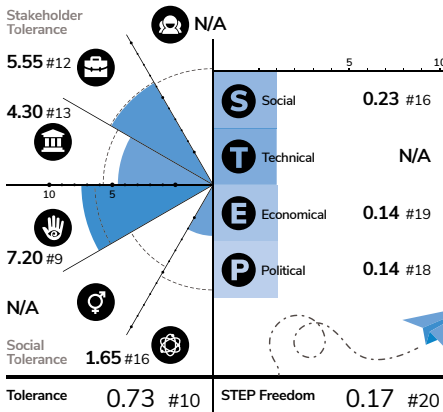 Stakeholder
Tolerance
N/A
5.55 #12
4.30 #13
10 5
7.20 #9
N/A
Social
Tolerance
1.65 #16
5 10
S Social 0.23 #16
T Technical N/A
E Economical 0.14 #19
P Political 0.14 #18
Tolerance 0.73 #10
STEP Freedom 0.17 #20